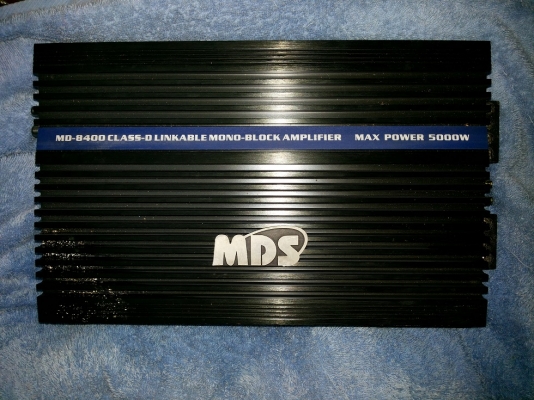 MD-8400 CLASS-D LINKABLE MONO-BLOCK AMPLIFIER MAX POWER 5000W
MDS